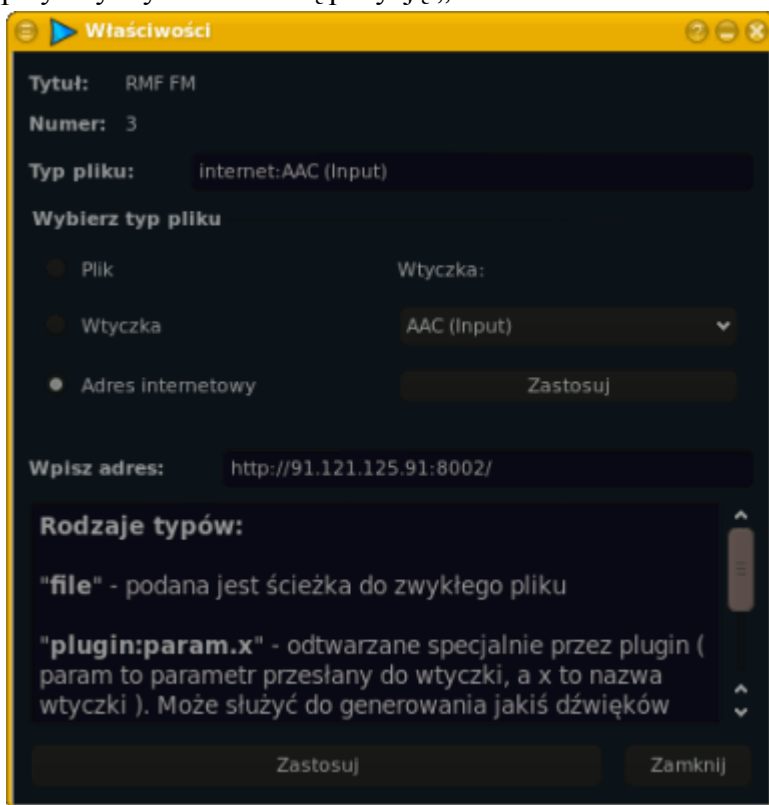 Właściwości
Tytuł: RMF FM
Numer: 3
Typ pliku: internet:AAC (Input)
Wybierz typ pliku
Plik Wtyczka:
Wtyczka AAC (Input)
Adres internetowy Zastosuj
Wpisz adres: http://91.121.125.91:8002/
Rodzaje typów:
"file" - podana jest ścieżka do zwykłego pliku
"plugin:param.x" - odtwarzane specjalnie przez plugin (
param to parametr przesłany do wtyczki, a x to nazwa
wtyczki ). Może służyć do generowania jakiś dźwięków
Zastosuj Zamknij